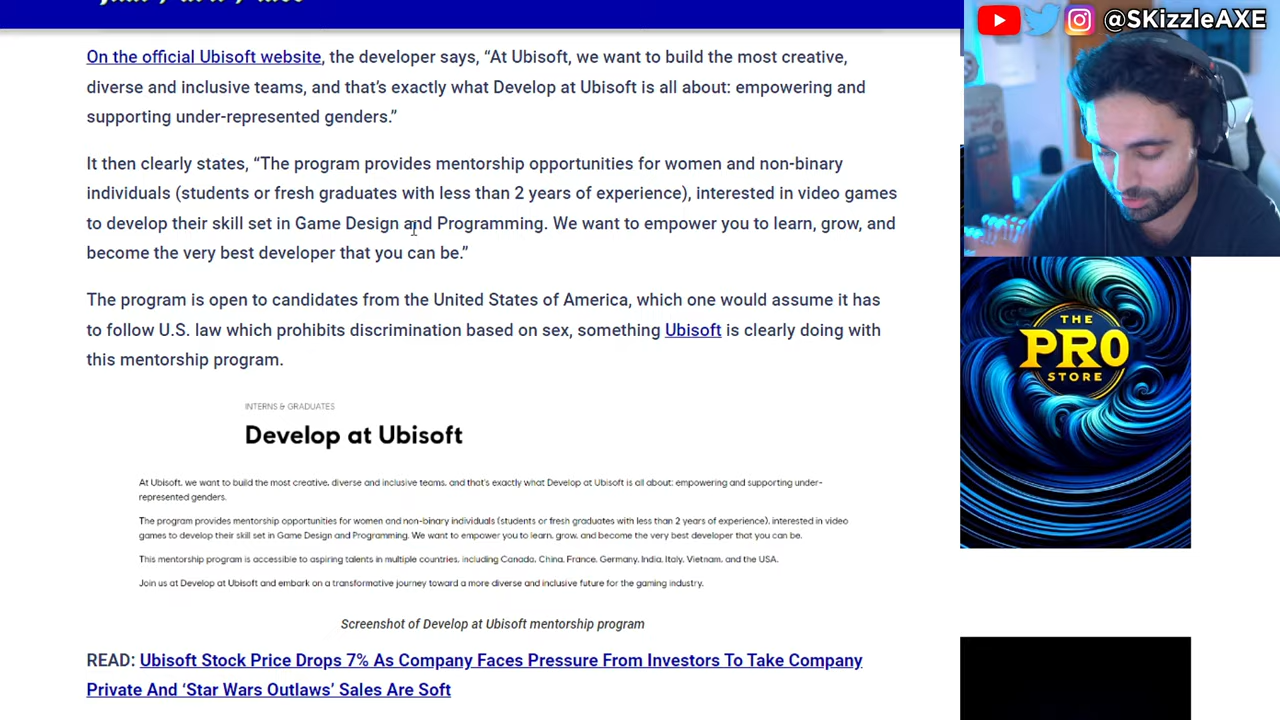 @SKizzleAXE
On the official Ubisoft website, the developer says, “At Ubisoft, we want to build the most creative,
diverse and inclusive teams, and that’s exactly what Develop at Ubisoft is all about: empowering and
supporting under-represented genders.”
It then clearly states, “The program provides mentorship opportunities for women and non-binary
individuals (students or fresh graduates with less than 2 years of experience), interested in video games
to develop their skill set in Game Design and Programming. We want to empower you to learn, grow, and
become the very best developer that you can be.”
The program is open to candidates from the United States of America, which one would assume it has
to follow U.S. law which prohibits discrimination based on sex, something Ubisoft is clearly doing with
this mentorship program.
THE
PRO
STORE
INTERNS & GRADUATES
Develop at Ubisoft
At Ubisoft, we want to build the most creative, diverse and inclusive teams, and that's exactly what Develop at Ubisoft is all about: empowering and supporting under-
represented genders.
The program provides mentorship opportunities for women and non-binary individuals (students or fresh graduates with less than 2 years of experience), interested in video
games to develop their skill set in Game Design and Programming. We want to empower you to learn, grow, and become the very best developer that you can be.
This mentorship program is accessible to aspiring talents in multiple countries, including Canada, China, France, Germany, India, Italy, Vietnam, and the USA.
Join us at Develop at Ubisoft and embark on a transformative journey toward a more diverse and inclusive future for the gaming industry.
Screenshot of Develop at Ubisoft mentorship program
READ: Ubisoft Stock Price Drops 7% As Company Faces Pressure From Investors To Take Company
Private And ‘Star Wars Outlaws’ Sales Are Soft